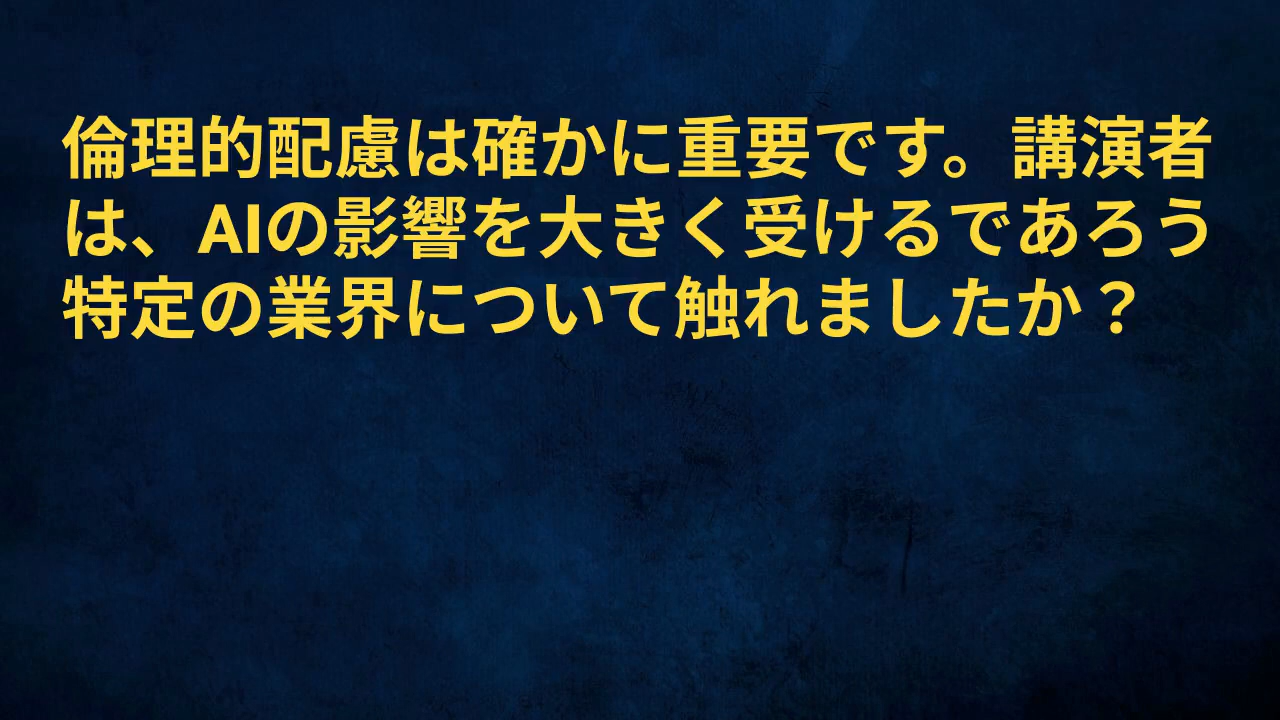 倫理的配慮は確かに重要です。講演者
は、AIの影響を大きく受けるであろう
特定の業界について触れましたか？